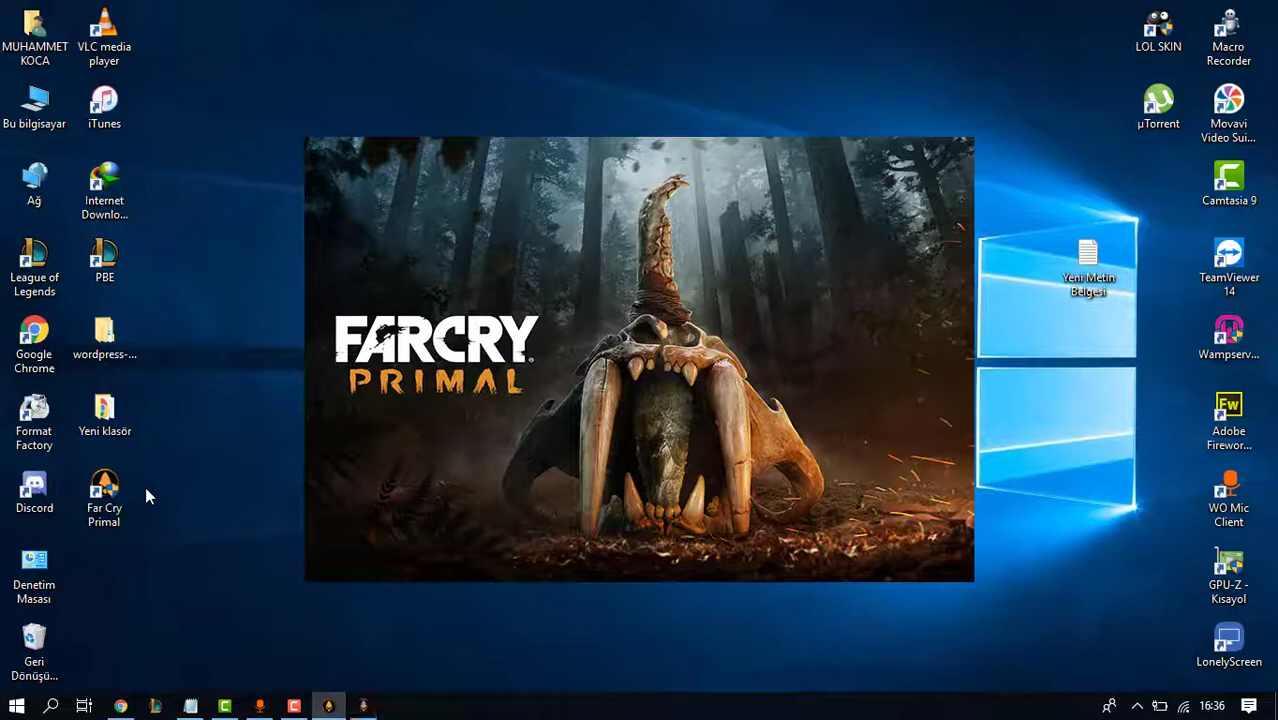 MUHAMMET
KOCA
VLC media
player
Bu bilgisayar
iTunes
Ağ
Internet
Downlo...
League of
Legends
PBE
Google
Chrome
wordpress-...
Format
Factory
Yeni klasör
Discord
Far Cry
Primal
Denetim
Masası
Geri
Dönüşü...
FARCRY®
PRIMAL
LOL SKIN
Macro
Recorder
µTorrent
Movavi
Video Sui...
Camtasia 9
Yeni Metin
Belgesi
TeamViewer
14
Wampserv...
Fw
Adobe
Firewor...
WO Mic
Client
GPU-Z -
Kısayol
LonelyScreen
16:36